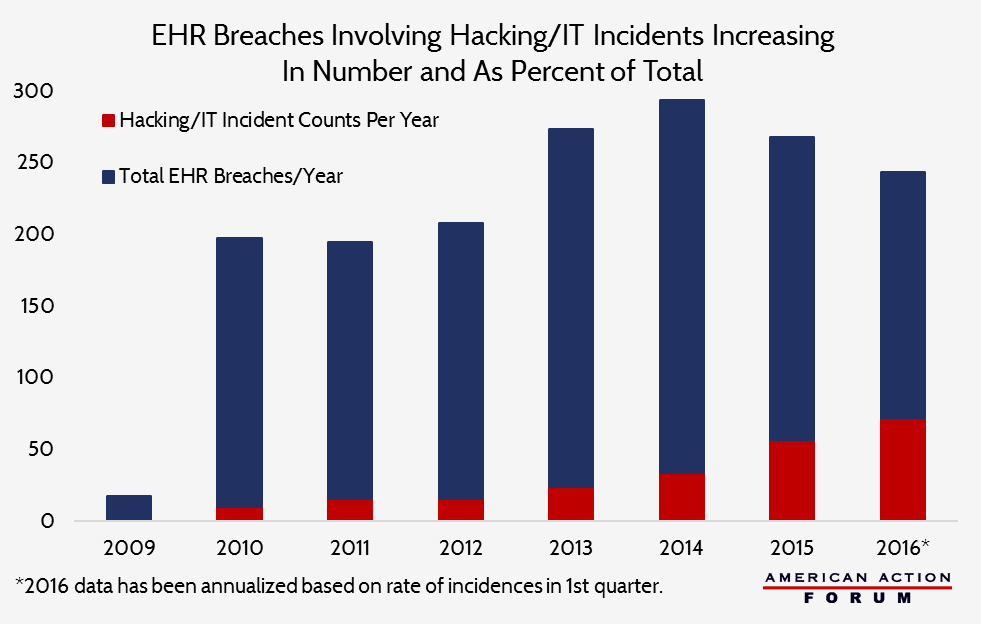 EHR Breaches Involving Hacking/IT Incidents Increasing
In Number and As Percent of Total
300
Hacking/IT Incident Counts Per Year
250
Total EHR Breaches/Year
200
150
100
50
0
2009 2010 2011 2012 2013 2014 2015 2016*
*2016 data has been annualized based on rate of incidences in 1st quarter.
AMERICAN ACTION
FORUM